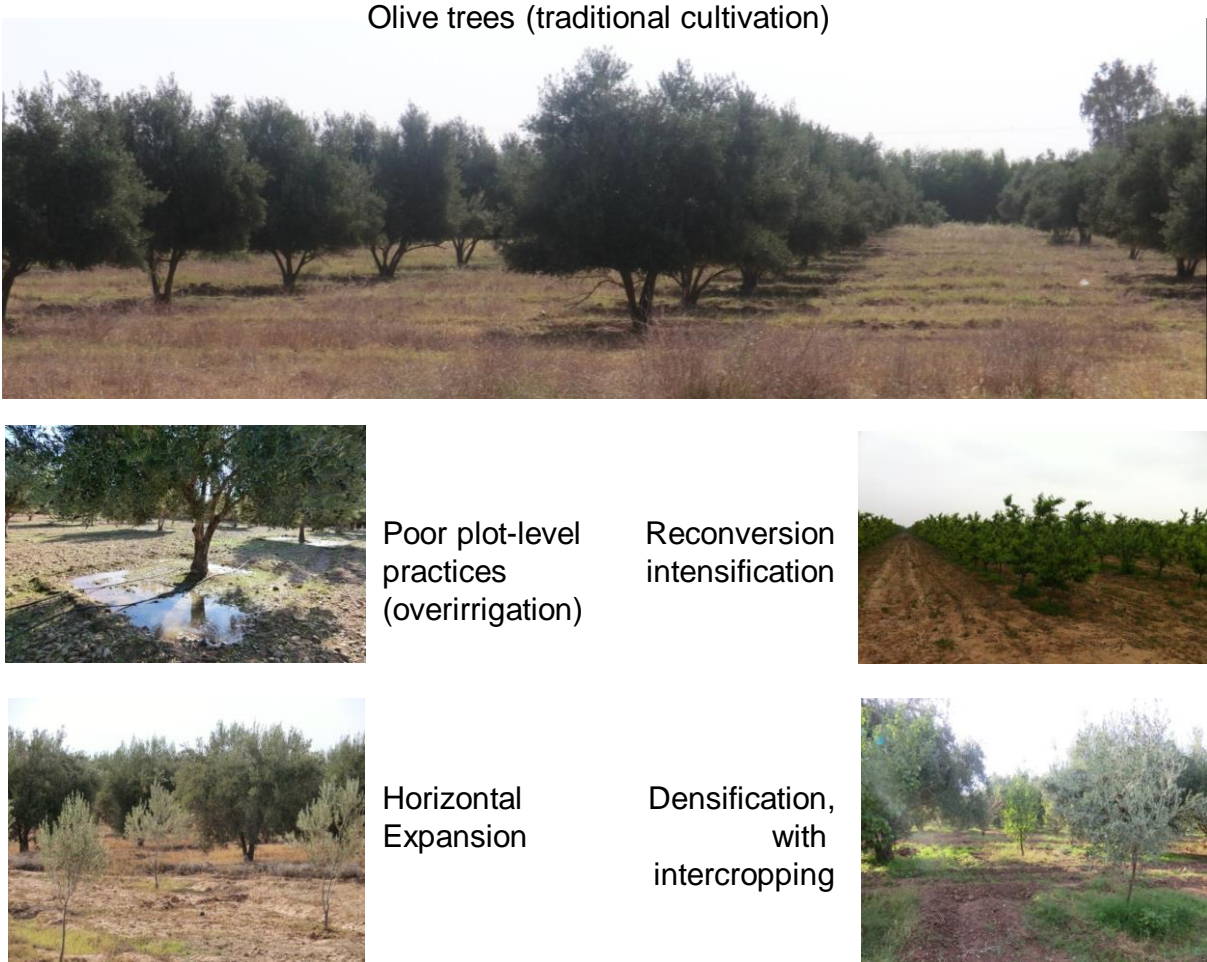 Olive trees (traditional cultivation)
Poor plot-level
practices
(overirrigation)
Reconversion
intensification
Horizontal
Expansion
Densification,
with
intercropping